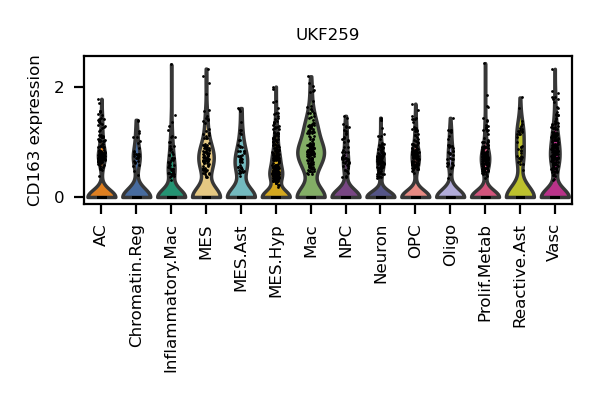 UKF259
CD163 expression
2
0
AC
Chromatin.Reg
Inflammatory.Mac
MES
MES.Ast
MES.Hyp
Mac
NPC
Neuron
OPC
Oligo
Prolif.Metab
Reactive.Ast
Vasc